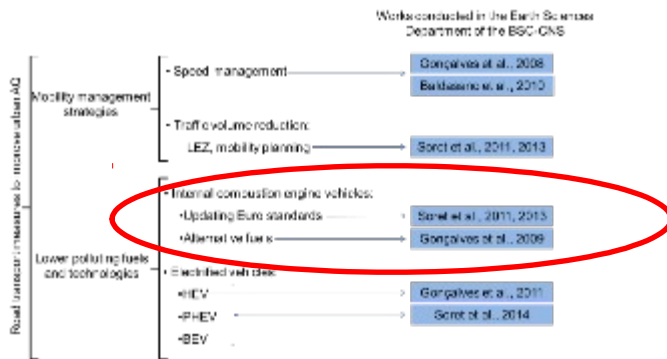 Works conducted in the Earth Sciences
Department of the BSC-CNS
Road transport measures to improve urban AQ
Mobility management
strategies
• Speed management
Gonçalves et al., 2008
Baldasano et al., 2010
• Traffic volume reduction:
LEZ, mobility planning
Soret et al., 2011, 2013
Lower polluting fuels
and technologies
• Internal combustion engine vehicles:
•Updating Euro standards
Soret et al., 2011, 2013
•Alternative fuels
Gonçalves et al., 2009
• Electrified vehicles:
•HEV
Gonçalves et al., 2011
•PHEV
Soret et al., 2014
•BEV